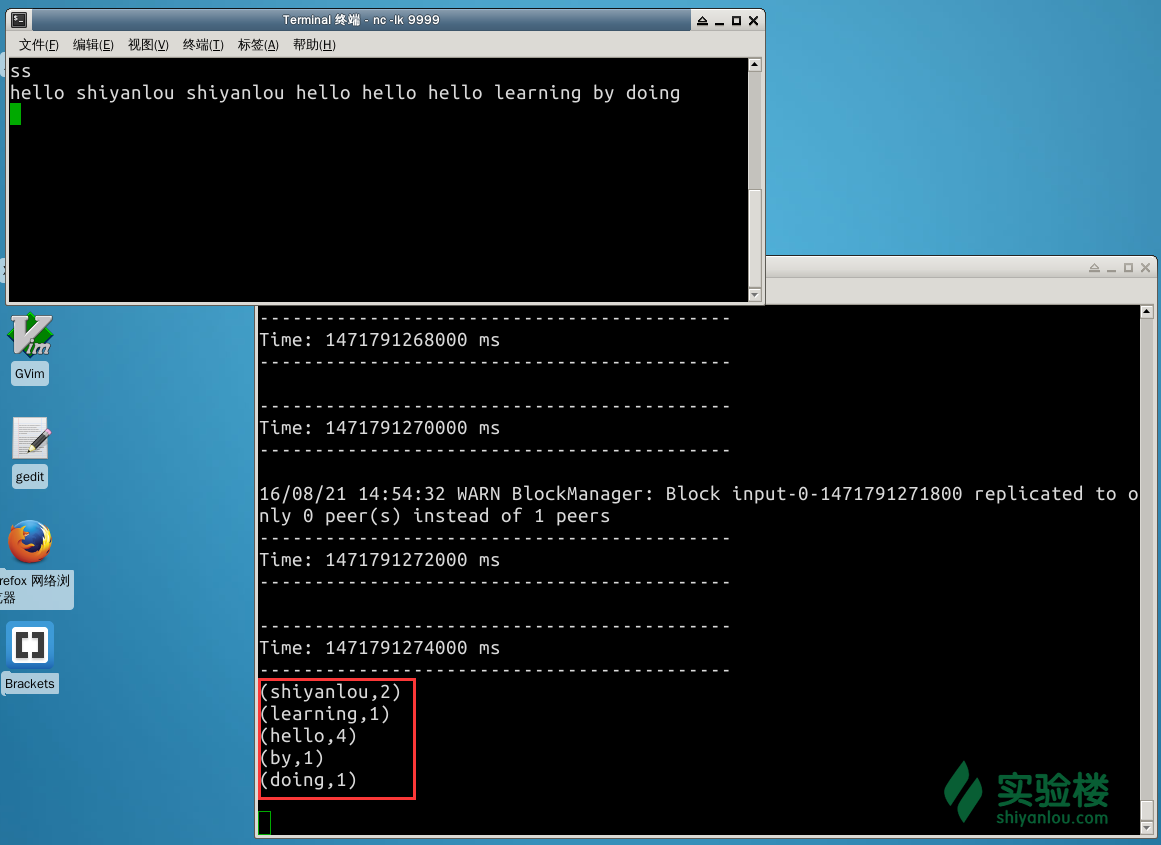 Terminal 终端 - nc -lk 9999
文件(F) 编辑(E) 视图(V) 终端(T) 标签(A) 帮助(H)
ss
hello shiyanlou shiyanlou hello hello hello learning by doing
GVim
gedit
refox 网络浏
器
Brackets
-------------------------------------------
Time: 1471791268000 ms
-------------------------------------------
-------------------------------------------
Time: 1471791270000 ms
-------------------------------------------
16/08/21 14:54:32 WARN BlockManager: Block input-0-1471791271800 replicated to o
nly 0 peer(s) instead of 1 peers
-------------------------------------------
Time: 1471791272000 ms
-------------------------------------------
-------------------------------------------
Time: 1471791274000 ms
-------------------------------------------
(shiyanlou,2)
(learning,1)
(hello,4)
(by,1)
(doing,1)
实验楼
shiyanlou.com